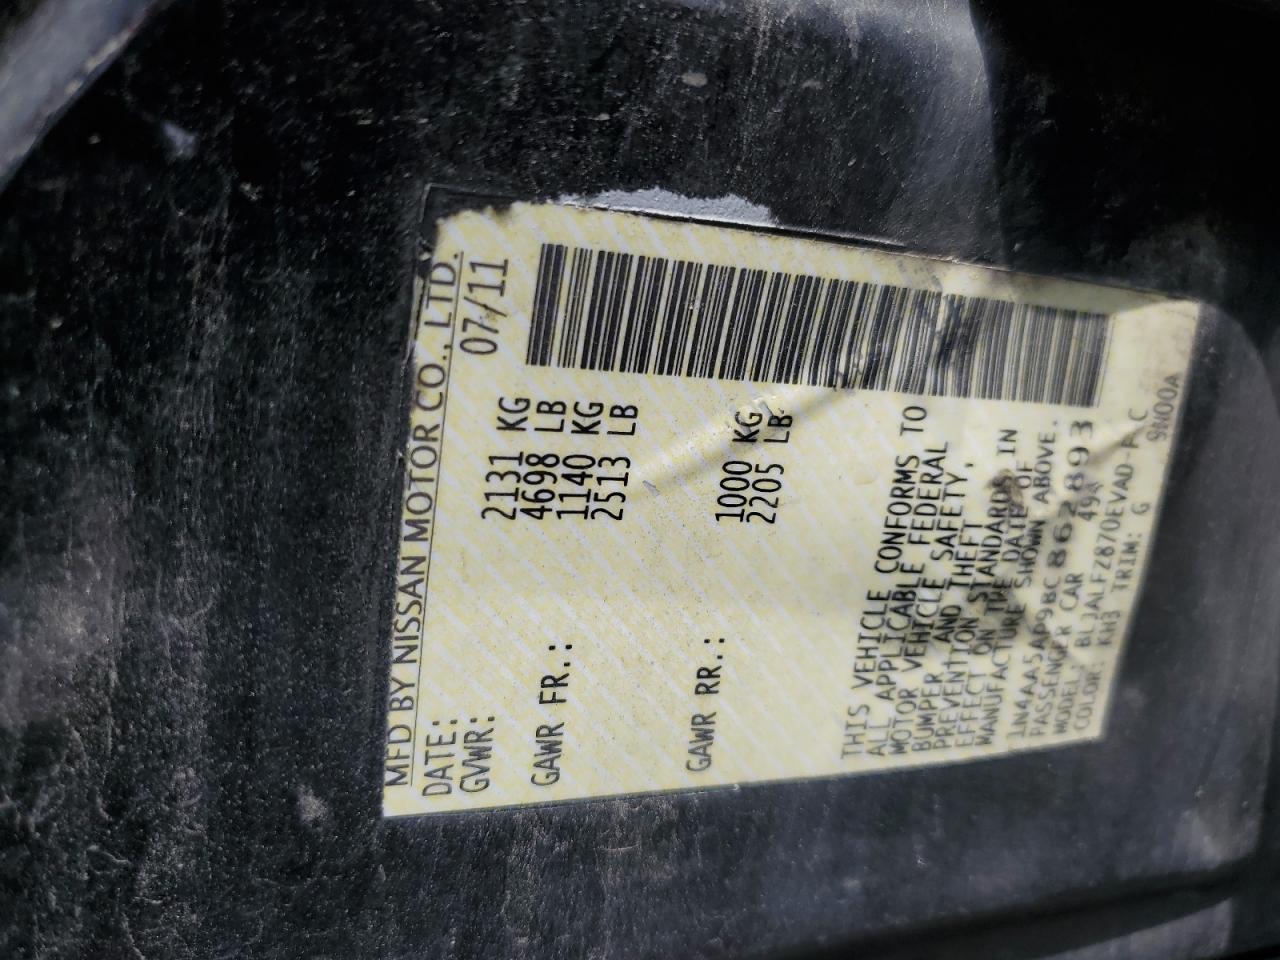 MFD BY NISSAN MOTOR CO., LTD.
DATE: 07/11
GVWR: 2131 KG
4698 LB
GAWR FR.: 1140 KG
2513 LB
GAWR RR.: 1000 KG
2205 LB
THIS VEHICLE CONFORMS TO
ALL APPLICABLE FEDERAL
MOTOR VEHICLE SAFETY,
BUMPER AND THEFT
PREVENTION STANDARDS IN
EFFECT ON THE DATE OF
MANUFACTURE SHOWN ABOVE.
1N4AA5AP9BC862893
PASSENGER CAR 49A
MODEL: BLJALFZ870EVAD-
COLOR: KH3 TRIM: G C
9N00A